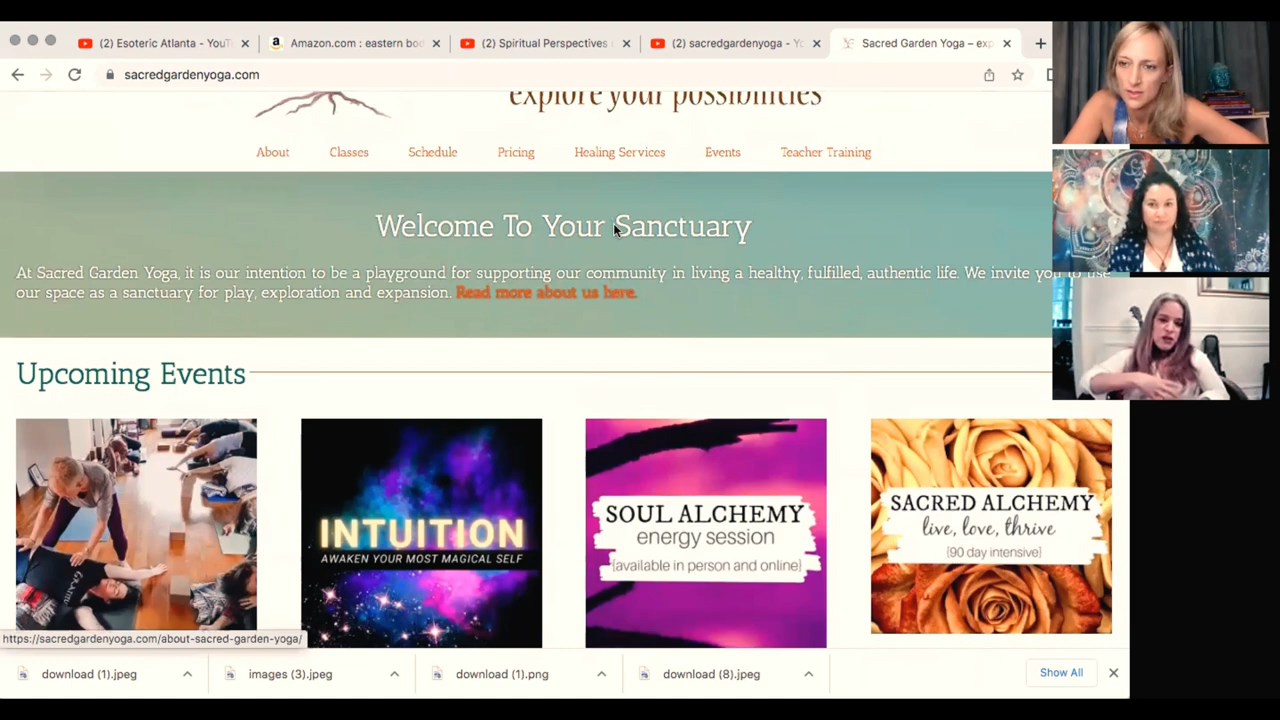 (2) Esoteric Atlanta - YouT
Amazon.com : eastern bo
(2) Spiritual Perspectives
(2) sacredgardenyoga - Yo
Sacred Garden Yoga – exp
sacredgardenyoga.com
explore your possibilities
About Classes Schedule Pricing Healing Services Events Teacher Training
Welcome To Your Sanctuary
At Sacred Garden Yoga, it is our intention to be a playground for supporting our community in living a healthy, fulfilled, authentic life. We invite you to use
our space as a sanctuary for play, exploration and expansion. Read more about us here.
Upcoming Events
INTUITION
AWAKEN YOUR MOST MAGICAL SELF
SOUL ALCHEMY
energy session
{available in person and online}
SACRED ALCHEMY
live, love, thrive
{90 day intensive}
https://sacredgardenyoga.com/about-sacred-garden-yoga/
download (1).jpeg
images (3).jpeg
download (1).png
download (8).jpeg
Show All